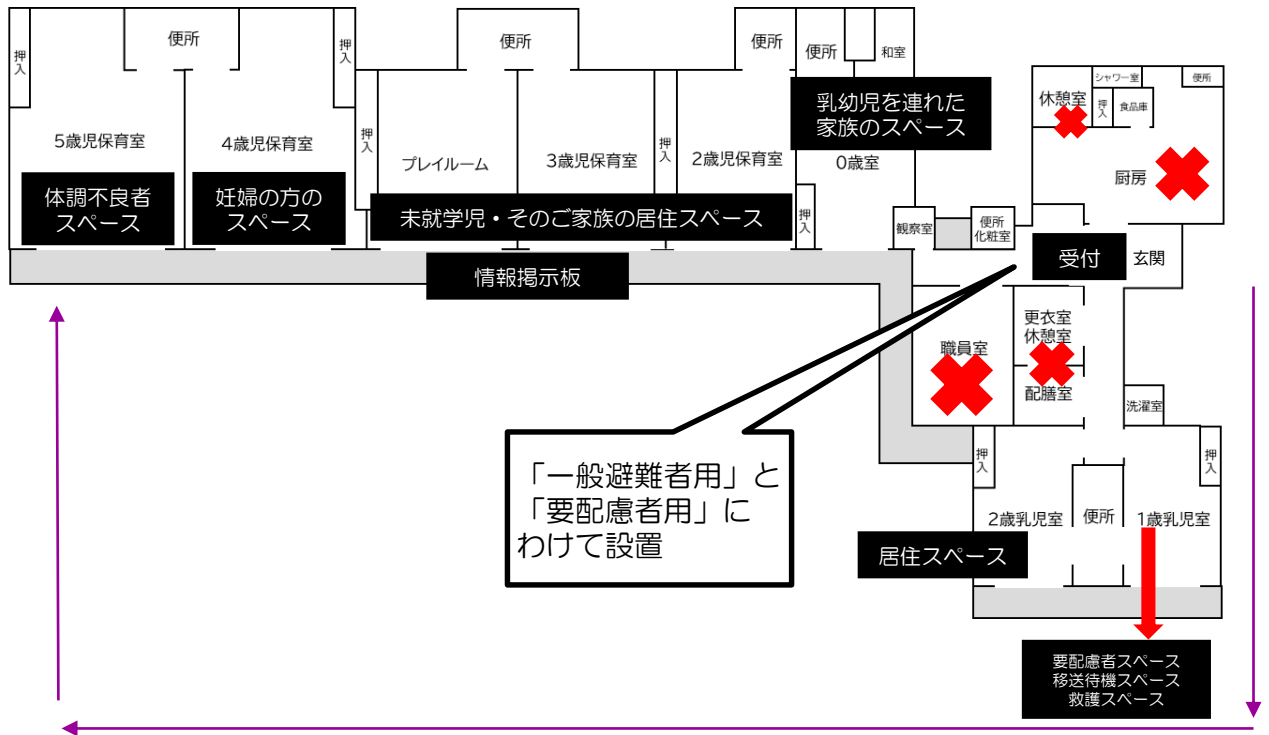 便所
便所
便所
便所
和室
押入
押入
シャワー室
便所
休憩室
押入
食品庫
乳幼児を連れた
家族のスペース
5歳児保育室
4歳児保育室
押入
プレイルーム
3歳児保育室
押入
2歳児保育室
0歳室
厨房
体調不良者
スペース
妊婦の方の
スペース
未就学児・そのご家族の居住スペース
押入
観察室
便所
化粧室
受付
玄関
情報掲示板
更衣室
休憩室
職員室
配膳室
洗濯室
「一般避難者用」と
「要配慮者用」に
わけて設置
押入
押入
2歳乳児室
便所
1歳乳児室
居住スペース
要配慮者スペース
移送待機スペース
救護スペース